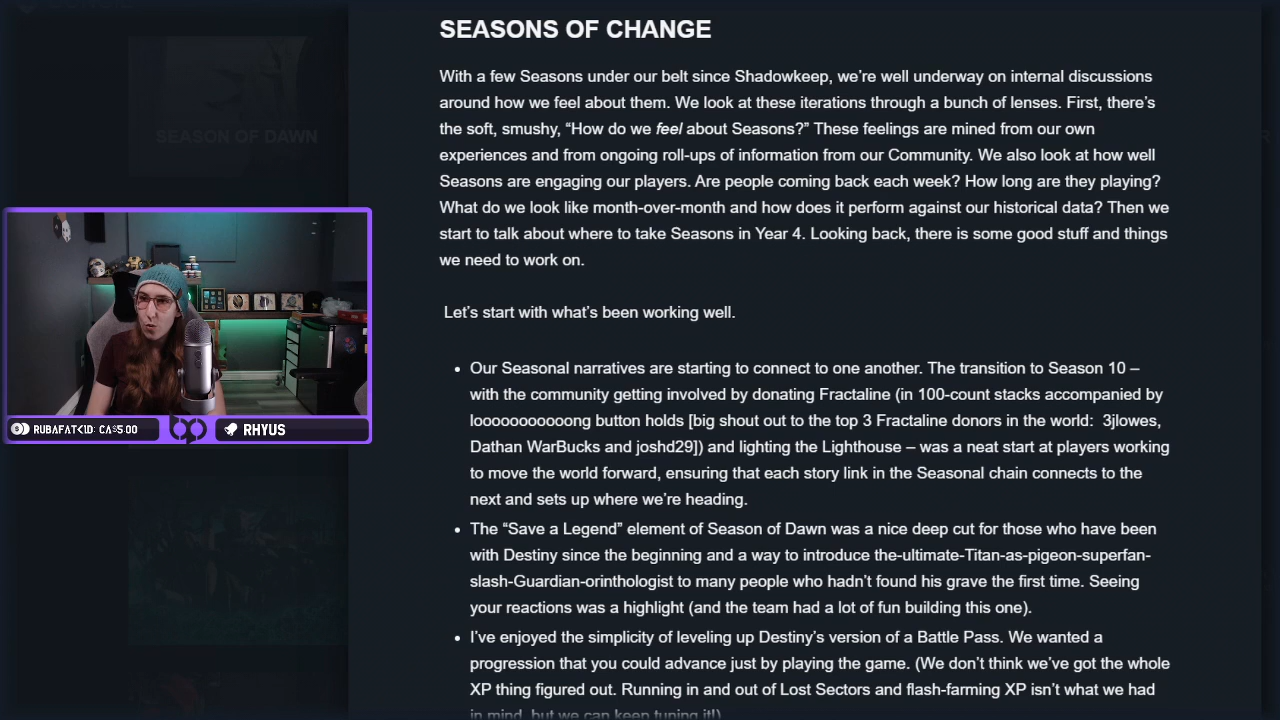 SEASONS OF CHANGE
With a few Seasons under our belt since Shadowkeep, we’re well underway on internal discussions
around how we feel about them. We look at these iterations through a bunch of lenses. First, there’s
the soft, smushy, “How do we feel about Seasons?” These feelings are mined from our own
experiences and from ongoing roll-ups of information from our Community. We also look at how well
Seasons are engaging our players. Are people coming back each week? How long are they playing?
What do we look like month-over-month and how does it perform against our historical data? Then we
start to talk about where to take Seasons in Year 4. Looking back, there is some good stuff and things
we need to work on.
Let’s start with what’s been working well.
• Our Seasonal narratives are starting to connect to one another. The transition to Season 10 –
with the community getting involved by donating Fractaline (in 100-count stacks accompanied by
looooooooooong button holds [big shout out to the top 3 Fractaline donors in the world:  3jlowes,
Dathan WarBucks and joshd29]) and lighting the Lighthouse – was a neat start at players working
to move the world forward, ensuring that each story link in the Seasonal chain connects to the
next and sets up where we’re heading.
• The “Save a Legend” element of Season of Dawn was a nice deep cut for those who have been
with Destiny since the beginning and a way to introduce the-ultimate-Titan-as-pigeon-superfan-
slash-Guardian-orinthologist to many people who hadn’t found his grave the first time. Seeing
your reactions was a highlight (and the team had a lot of fun building this one).
• I’ve enjoyed the simplicity of leveling up Destiny’s version of a Battle Pass. We wanted a
progression that you could advance just by playing the game. (We don’t think we’ve got the whole
XP thing figured out. Running in and out of Lost Sectors and flash-farming XP isn’t what we had
in mind, but we can keep tuning it!)
SEASON OF DAWN
RUBAFATK1D: CA$5.00
RHYUS